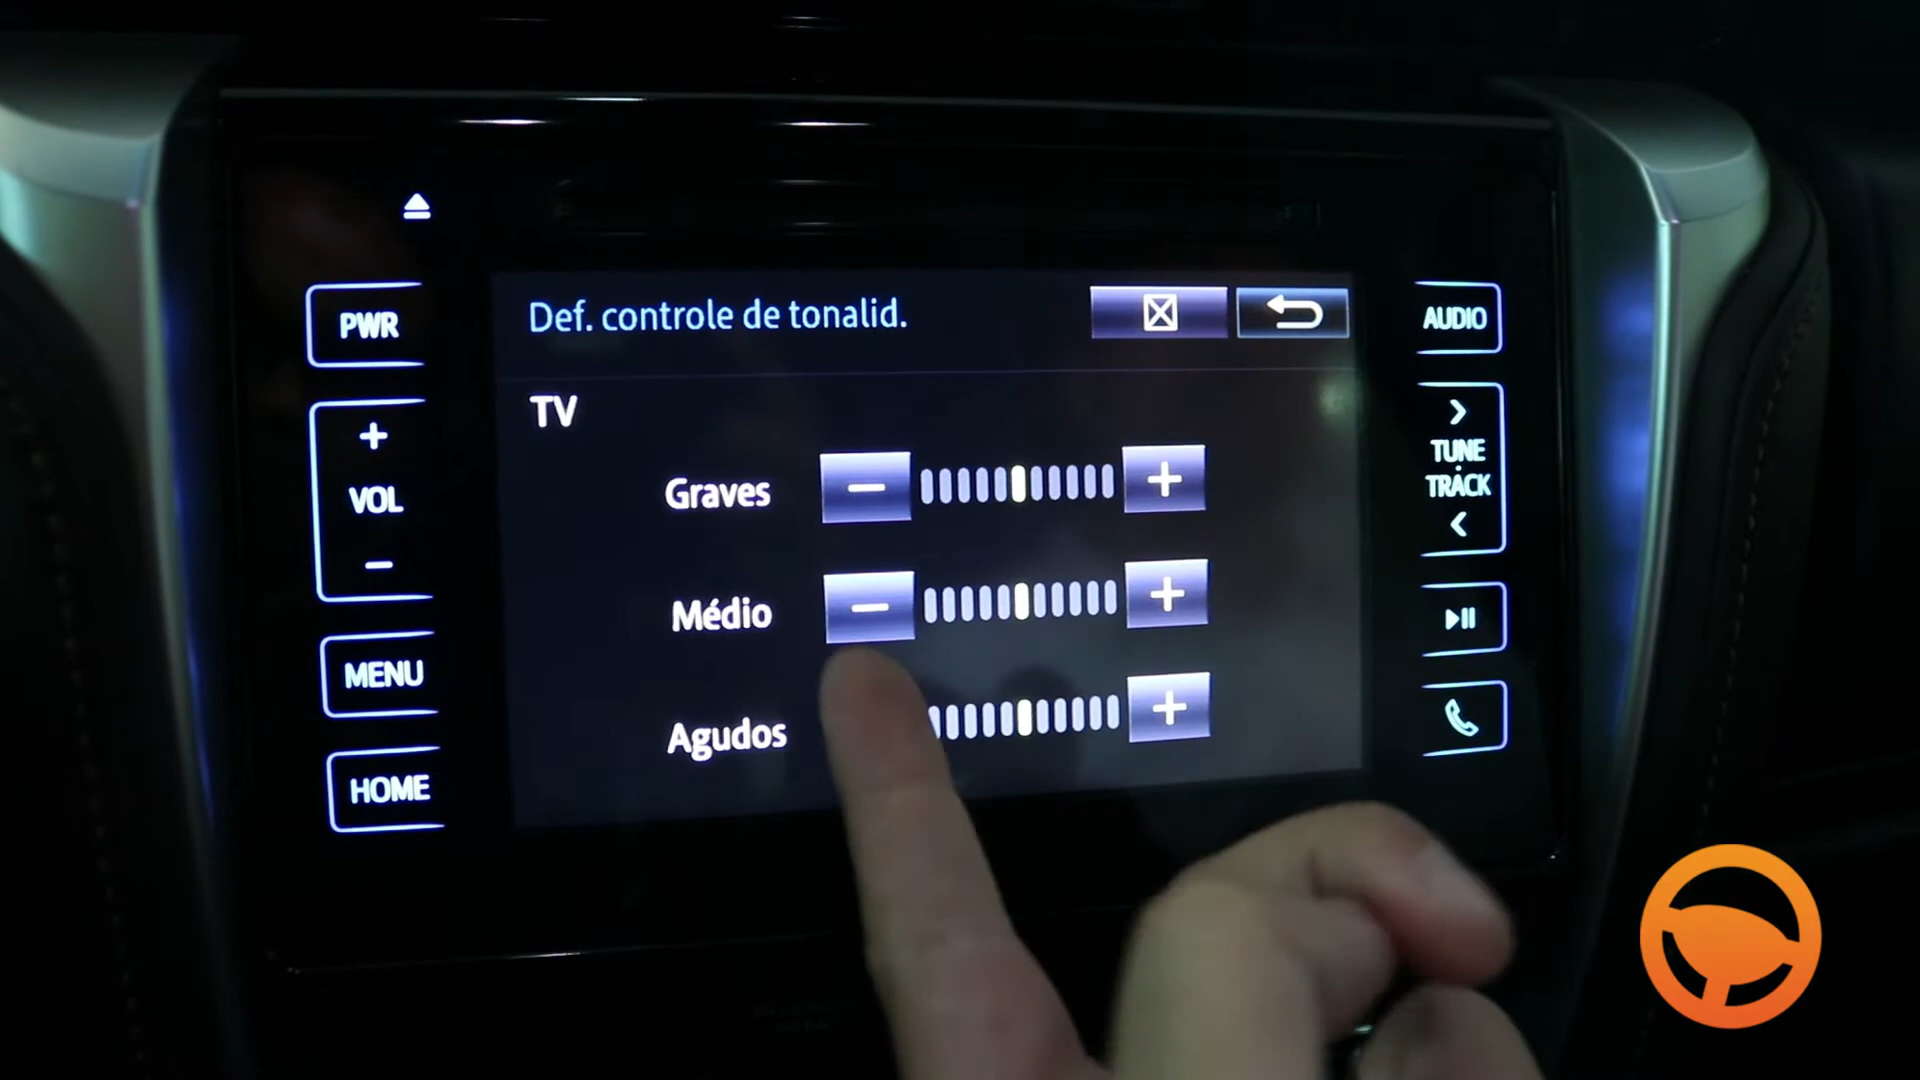 PWR
+
VOL
−
MENU
HOME
Def. controle de tonalid.
TV
Graves − +
Médio − +
Agudos +
AUDIO
TUNE
TRACK